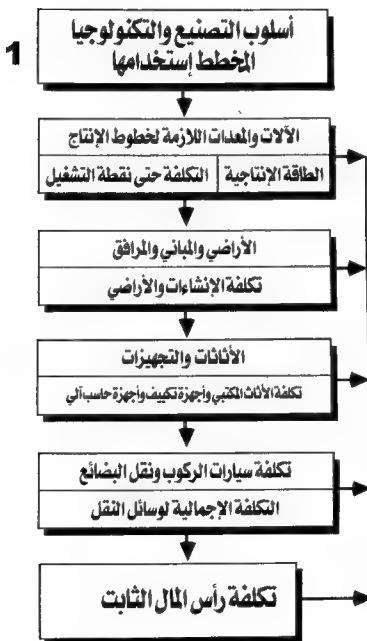 1
أسلوب التصنيع والتكنولوجيا
المخطط إستخدامها
الآلات والمعدات اللازمة لخطوط الإنتاج
الطاقة الإنتاجية
التكلفة حتى نقطة التشغيل
الأراضي والمباني والمرافق
تكلفة الإنشاءات والأراضي
الأثاثات والتجهيزات
تكلفة الأثاث المكتبي وأجهزة تكييف وأجهزة حاسب آلي
تكلفة سيارات الركوب ونقل البضائع
التكلفة الإجمالية لوسائل النقل
تكلفة رأس المال الثابت